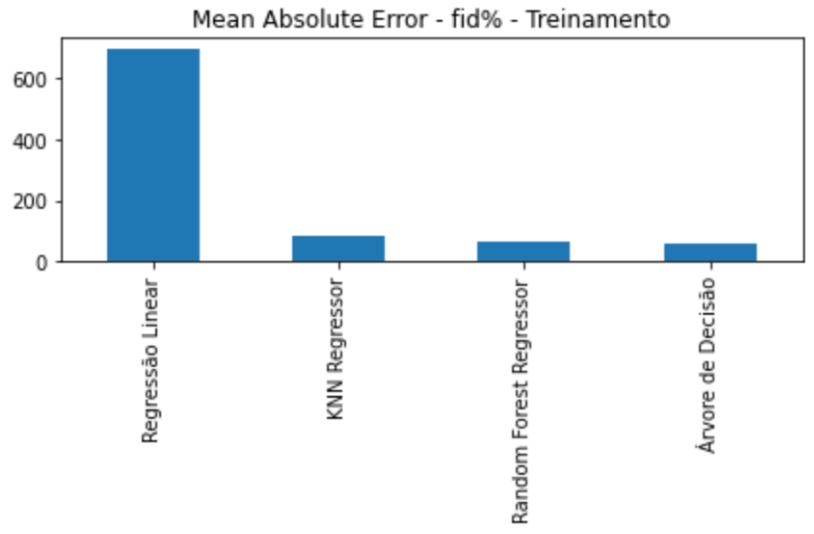 Mean Absolute Error - fid% - Treinamento
600
400
200
0
Regressão Linear
KNN Regressor
Random Forest Regressor
Árvore de Decisão